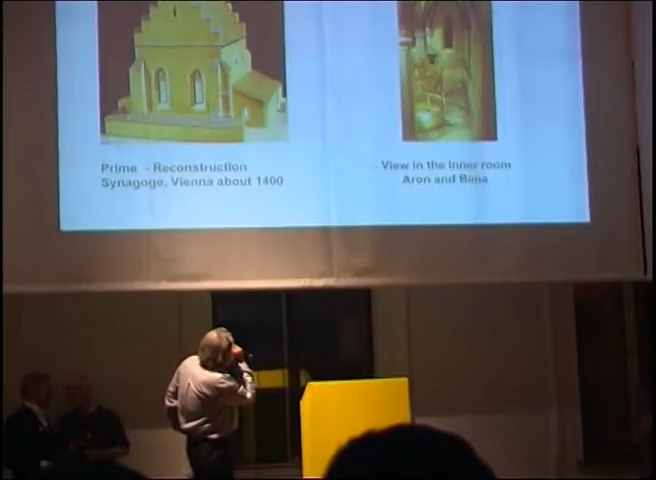 Prime - Reconstruction
Synagoge, Vienna about 1400
View in the inner room
Aron and Bima